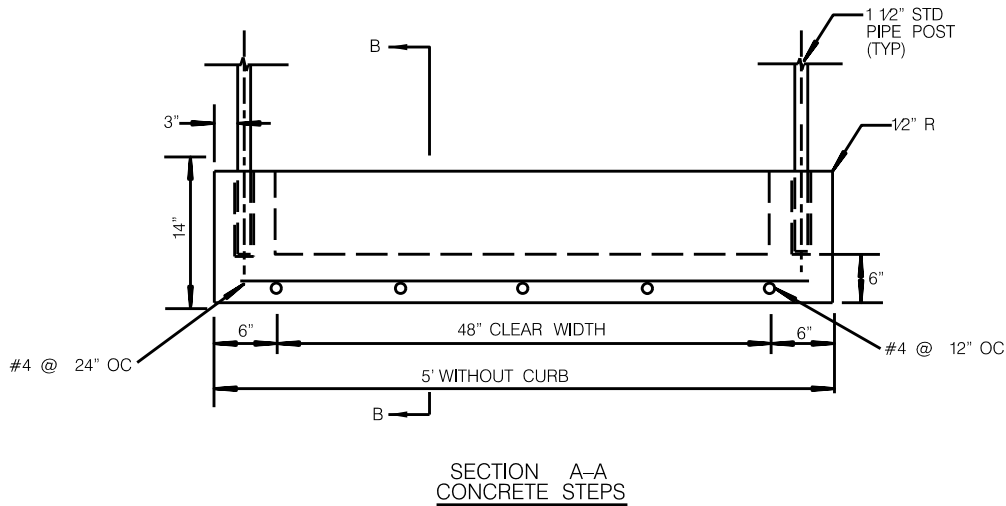 1 1/2" STD
PIPE POST
(TYP)
B
3"
1/2" R
14"
6"
6"
48" CLEAR WIDTH
6"
#4 @ 24" OC
#4 @ 12" OC
5' WITHOUT CURB
B
SECTION A–A
CONCRETE STEPS